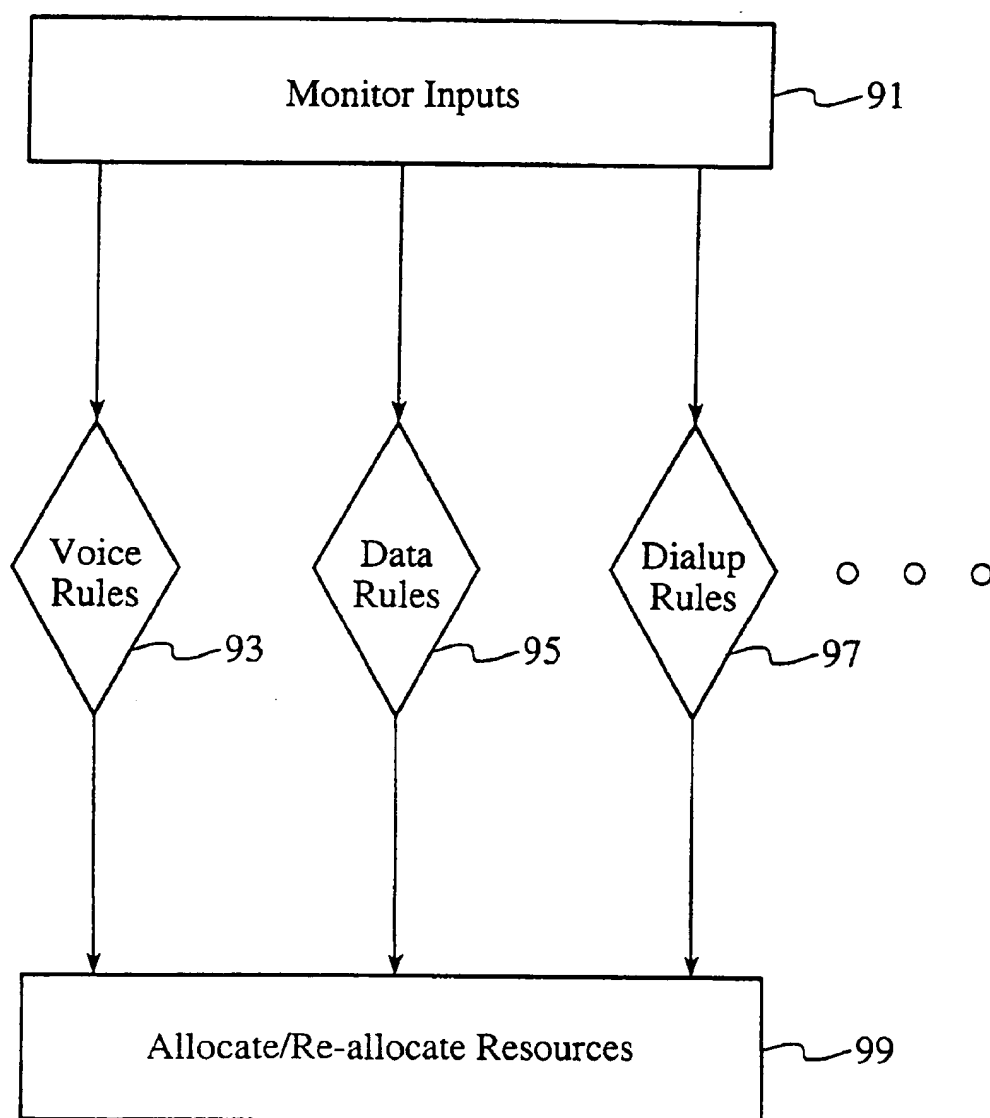 Monitor Inputs
91
Voice
Rules
93
Data
Rules
95
Dialup
Rules
97
Allocate/Re-allocate Resources
99